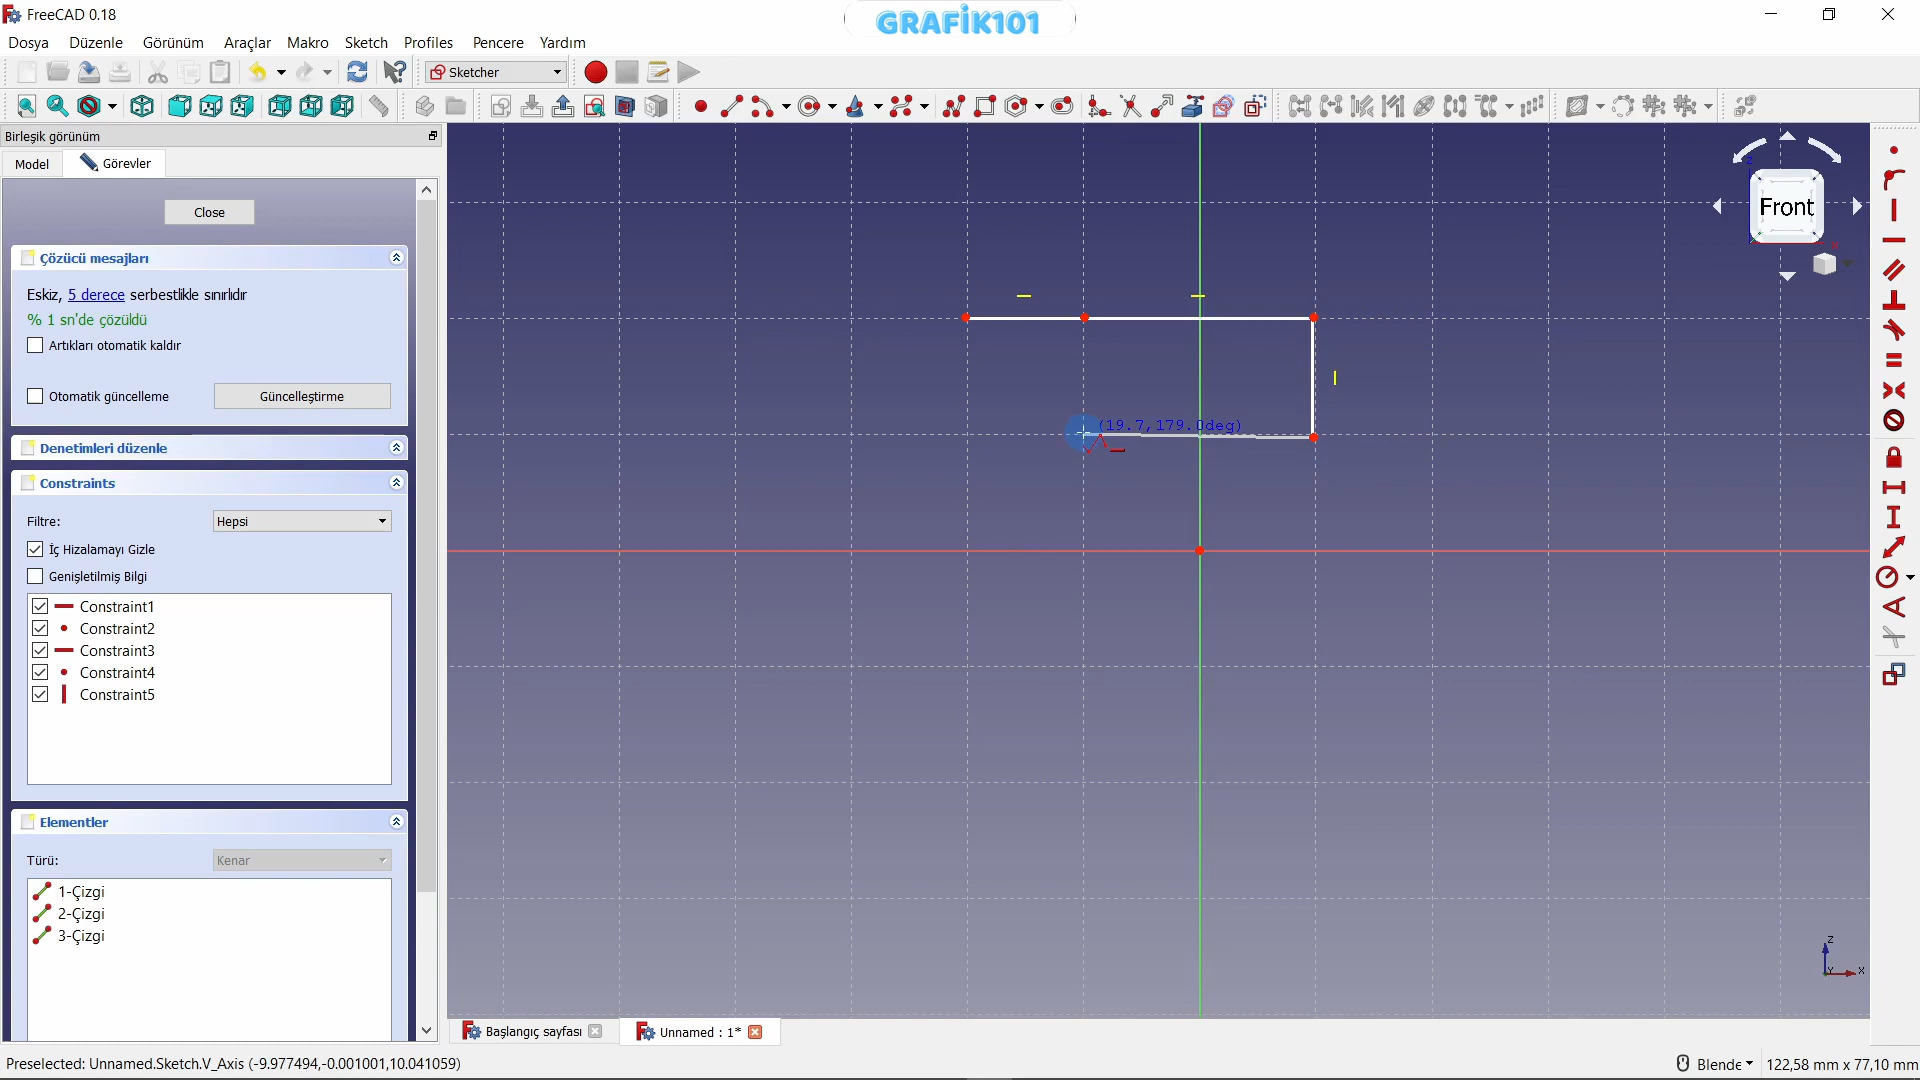 FreeCAD 0.18
GRAFİK101
Dosya Düzenle Görünüm Araçlar Makro Sketch Profiles Pencere Yardım
Sketcher
Birleşik görünüm
Model Görevler
Close
Çözücü mesajları
Eskiz, 5 derece serbestlikle sınırlıdır
% 1 sn'de çözüldü
Artıkları otomatik kaldır
Otomatik güncelleme Güncelleştirme
Denetimleri düzenle
Constraints
Filtre: Hepsi
İç Hizalamayı Gizle
Genişletilmiş Bilgi
Constraint1
Constraint2
Constraint3
Constraint4
Constraint5
Elementler
Türü: Kenar
1-Çizgi
2-Çizgi
3-Çizgi
(19.7,179.0deg)
Front
Z
Y X
Başlangıç sayfası Unnamed : 1*
Preselected: Unnamed.Sketch.V_Axis (-9.977494,-0.001001,10.041059)
Blende 122,58 mm x 77,10 mm